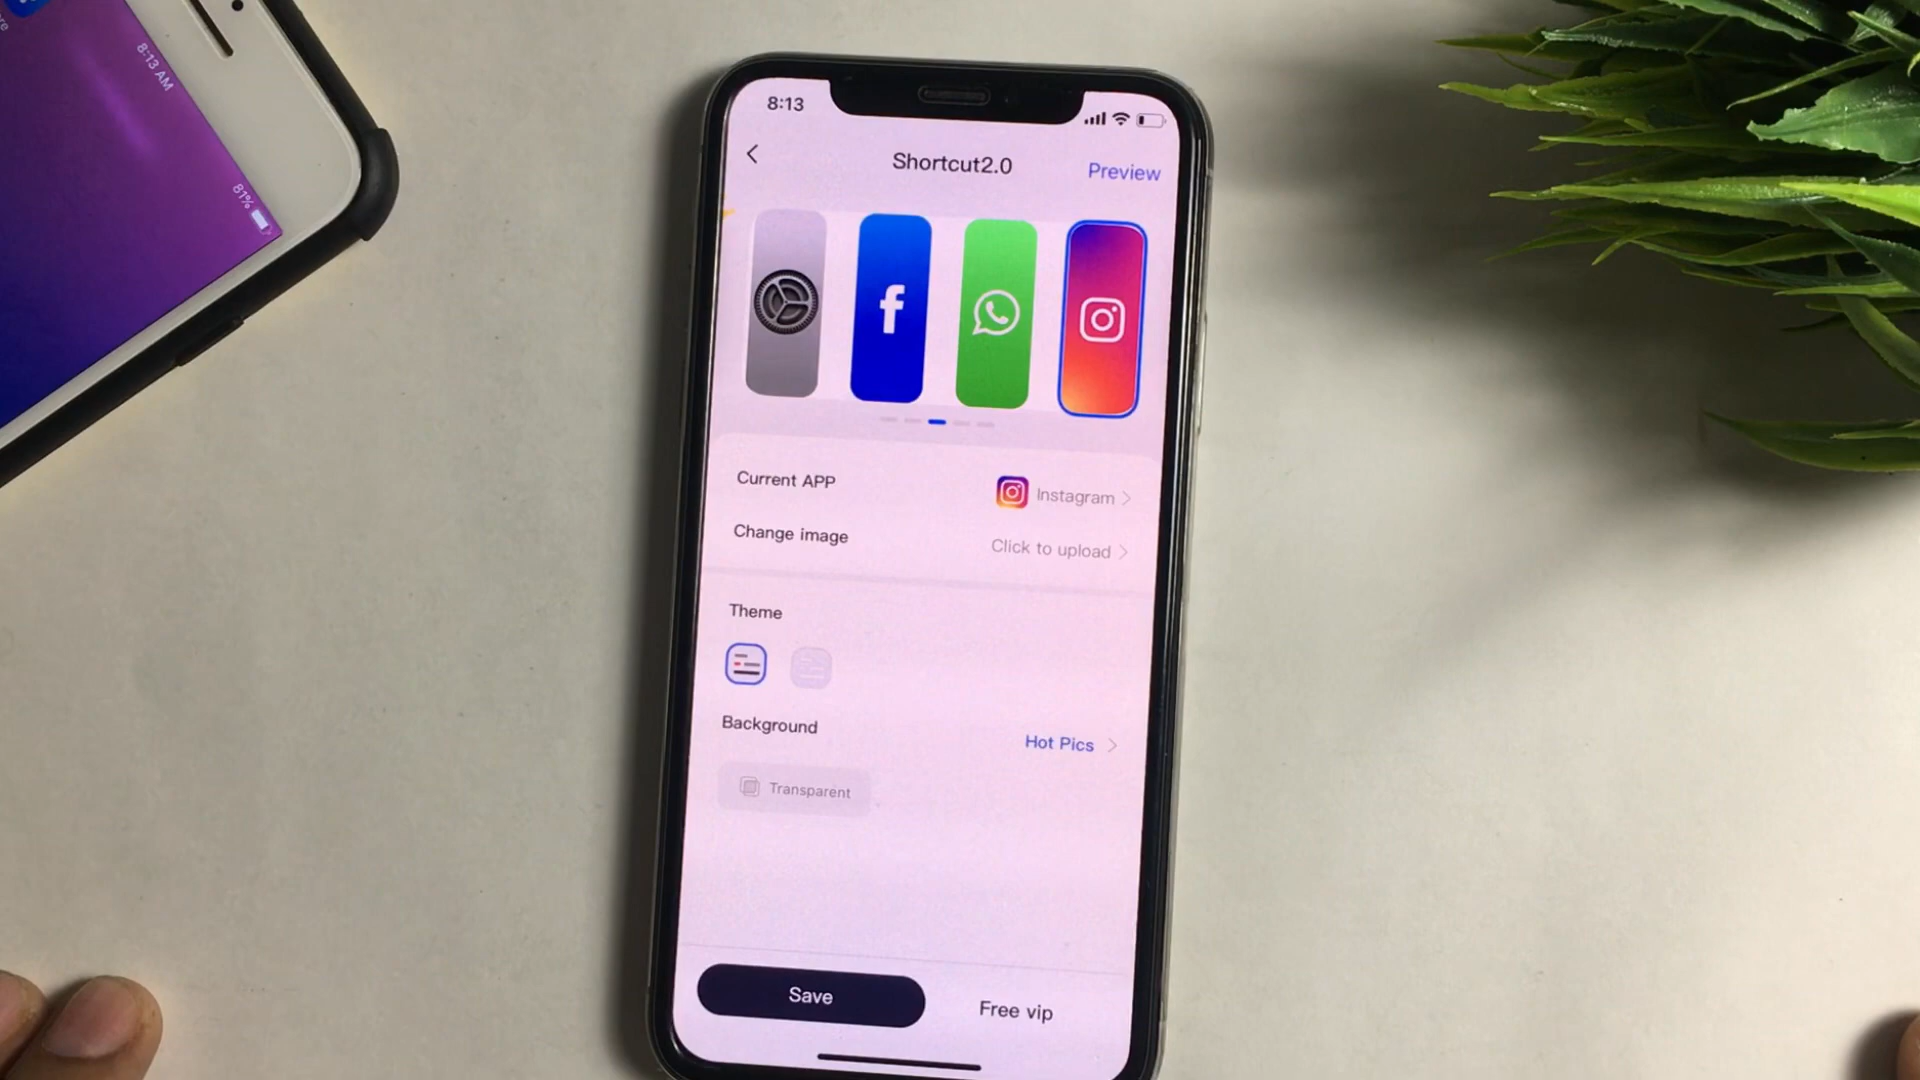 8:13 AM
81%
8:13
Shortcut2.0
Preview
f
Current APP
Instagram
Change image
Click to upload
Theme
Background
Hot Pics
Transparent
Save
Free vip